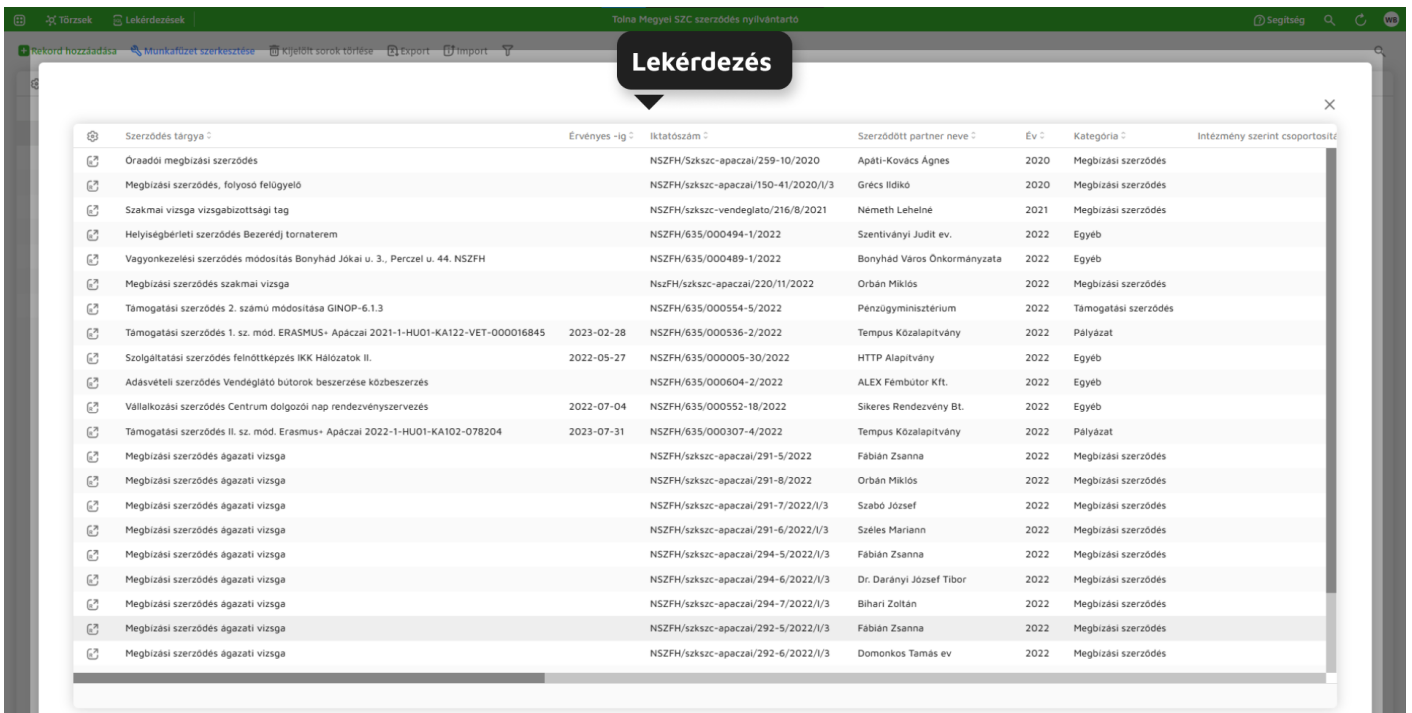 Törzsek Lekérdezések Tolna Megyei SZC szerződés nyilvántartó Segítség WB
Rekord hozzáadása Munkafüzet szerkesztése Kijelölt sorok törlése Export Import
Lekérdezés
Szerződés tárgya Érvényes -ig Iktatószám Szerződött partner neve Év Kategória Intézmény szerint csoportosítá
Óraadói megbízási szerződés NSZFH/Szkszc-apaczai/259-10/2020 Apáti-Kovács Ágnes 2020 Megbízási szerződés
Megbízási szerződés, folyosó felügyelő NSZFH/szkszc-apaczai/150-41/2020/I/3 Grécs Ildikó 2020 Megbízási szerződés
Szakmai vizsga vizsgabizottsági tag NSZFH/szkszc-vendeglato/216/8/2021 Németh Lehelné 2021 Megbízási szerződés
Helyiségbérleti szerződés Bezerédj tornaterem NSZFH/635/000494-1/2022 Szentiványi Judit ev. 2022 Egyéb
Vagyonkezelési szerződés módosítás Bonyhád Jókai u. 3., Perczel u. 44. NSZFH NSZFH/635/000489-1/2022 Bonyhád Város Önkormányzata 2022 Egyéb
Megbízási szerződés szakmai vizsga NszFH/szkszc-apaczai/220/11/2022 Orbán Miklós 2022 Megbízási szerződés
Támogatási szerződés 2. számú módosítása GINOP-6.1.3 NSZFH/635/000554-5/2022 Pénzügyminisztérium 2022 Támogatási szerződés
Támogatási szerződés 1. sz. mód. ERASMUS+ Apáczai 2021-1-HU01-KA122-VET-000016845 2023-02-28 NSZFH/635/000536-2/2022 Tempus Közalapítvány 2022 Pályázat
Szolgáltatási szerződés felnőttképzés IKK Hálózatok II. 2022-05-27 NSZFH/635/000005-30/2022 HTTP Alapítvány 2022 Egyéb
Adásvételi szerződés Vendéglátó bútorok beszerzése közbeszerzés NSZFH/635/000604-2/2022 ALEX Fémbútor Kft. 2022 Egyéb
Vállalkozási szerződés Centrum dolgozói nap rendezvényszervezés 2022-07-04 NSZFH/635/000552-18/2022 Sikeres Rendezvény Bt. 2022 Egyéb
Támogatási szerződés II. sz. mód. Erasmus+ Apáczai 2022-1-HU01-KA102-078204 2023-07-31 NSZFH/635/000307-4/2022 Tempus Közalapítvány 2022 Pályázat
Megbízási szerződés ágazati vizsga NSZFH/szkszc-apaczai/291-5/2022 Fábián Zsanna 2022 Megbízási szerződés
Megbízási szerződés ágazati vizsga NSZFH/szkszc-apaczai/291-8/2022 Orbán Miklós 2022 Megbízási szerződés
Megbízási szerződés ágazati vizsga NSZFH/szkszc-apaczai/291-7/2022/I/3 Szabó József 2022 Megbízási szerződés
Megbízási szerződés ágazati vizsga NSZFH/szkszc-apaczai/291-6/2022/I/3 Széles Mariann 2022 Megbízási szerződés
Megbízási szerződés ágazati vizsga NSZFH/szkszc-apaczai/294-5/2022/I/3 Fábián Zsanna 2022 Megbízási szerződés
Megbízási szerződés ágazati vizsga NSZFH/szkszc-apaczai/294-6/2022/I/3 Dr. Darányi József Tibor 2022 Megbízási szerződés
Megbízási szerződés ágazati vizsga NSZFH/szkszc-apaczai/294-7/2022/I/3 Bihari Zoltán 2022 Megbízási szerződés
Megbízási szerződés ágazati vizsga NSZFH/szkszc-apaczai/292-5/2022/I/3 Fábián Zsanna 2022 Megbízási szerződés
Megbízási szerződés ágazati vizsga NSZFH/szkszc-apaczai/292-6/2022/I/3 Domonkos Tamás ev 2022 Megbízási szerződés